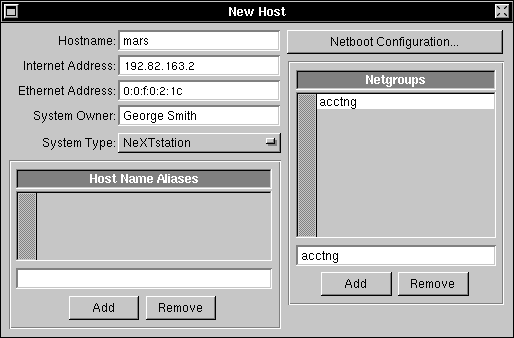 New Host
Hostname: mars
Internet Address: 192.82.163.2
Ethernet Address: 0:0:f:0:2:1c
System Owner: George Smith
System Type: NeXTstation
Host Name Aliases
Add Remove
Netboot Configuration...
Netgroups
acctng
acctng
Add Remove